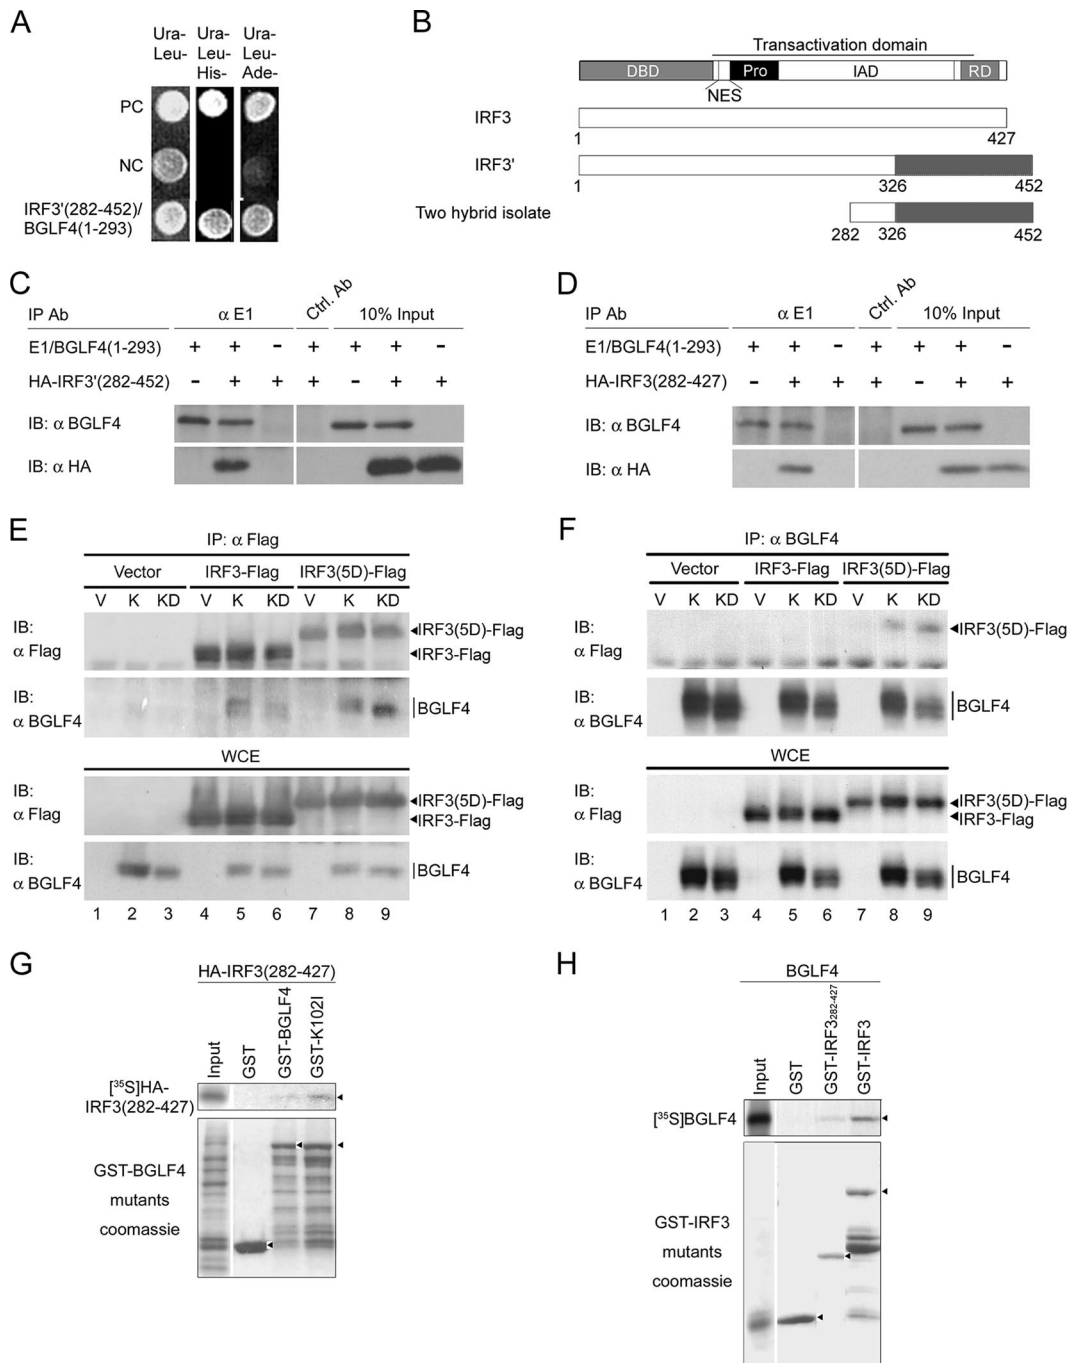 A
Ura- Ura- Ura-
Leu- Leu- Leu-
His- Ade-
PC
NC
IRF3'(282-452)/
BGLF4(1-293)
B
Transactivation domain
DBD Pro IAD RD
NES
IRF3
1 427
IRF3'
1 326 452
Two hybrid isolate
282 326 452
C
IP Ab α E1 Ctrl. Ab 10% Input
E1/BGLF4(1-293) + + - + + + -
HA-IRF3'(282-452) - + + + - + +
IB: α BGLF4
IB: α HA
D
IP Ab α E1 Ctrl. Ab 10% Input
E1/BGLF4(1-293) + + - + + + -
HA-IRF3(282-427) - + + + - + +
IB: α BGLF4
IB: α HA
E
IP: α Flag
Vector IRF3-Flag IRF3(5D)-Flag
V K KD V K KD V K KD
IB:
α Flag
IRF3(5D)-Flag
IRF3-Flag
IB:
α BGLF4
BGLF4
WCE
IB:
α Flag
IRF3(5D)-Flag
IRF3-Flag
IB:
α BGLF4
BGLF4
1 2 3 4 5 6 7 8 9
F
IP: α BGLF4
Vector IRF3-Flag IRF3(5D)-Flag
V K KD V K KD V K KD
IB:
α Flag
IRF3(5D)-Flag
IB:
α BGLF4
BGLF4
WCE
IB:
α Flag
IRF3(5D)-Flag
IRF3-Flag
IB:
α BGLF4
BGLF4
1 2 3 4 5 6 7 8 9
G
HA-IRF3(282-427)
Input GST GST-BGLF4 GST-K102I
[³⁵S]HA-
IRF3(282-427)
GST-BGLF4
mutants
coomassie
H
BGLF4
Input GST GST-IRF3₂₈₂₋₄₂₇ GST-IRF3
[³⁵S]BGLF4
GST-IRF3
mutants
coomassie